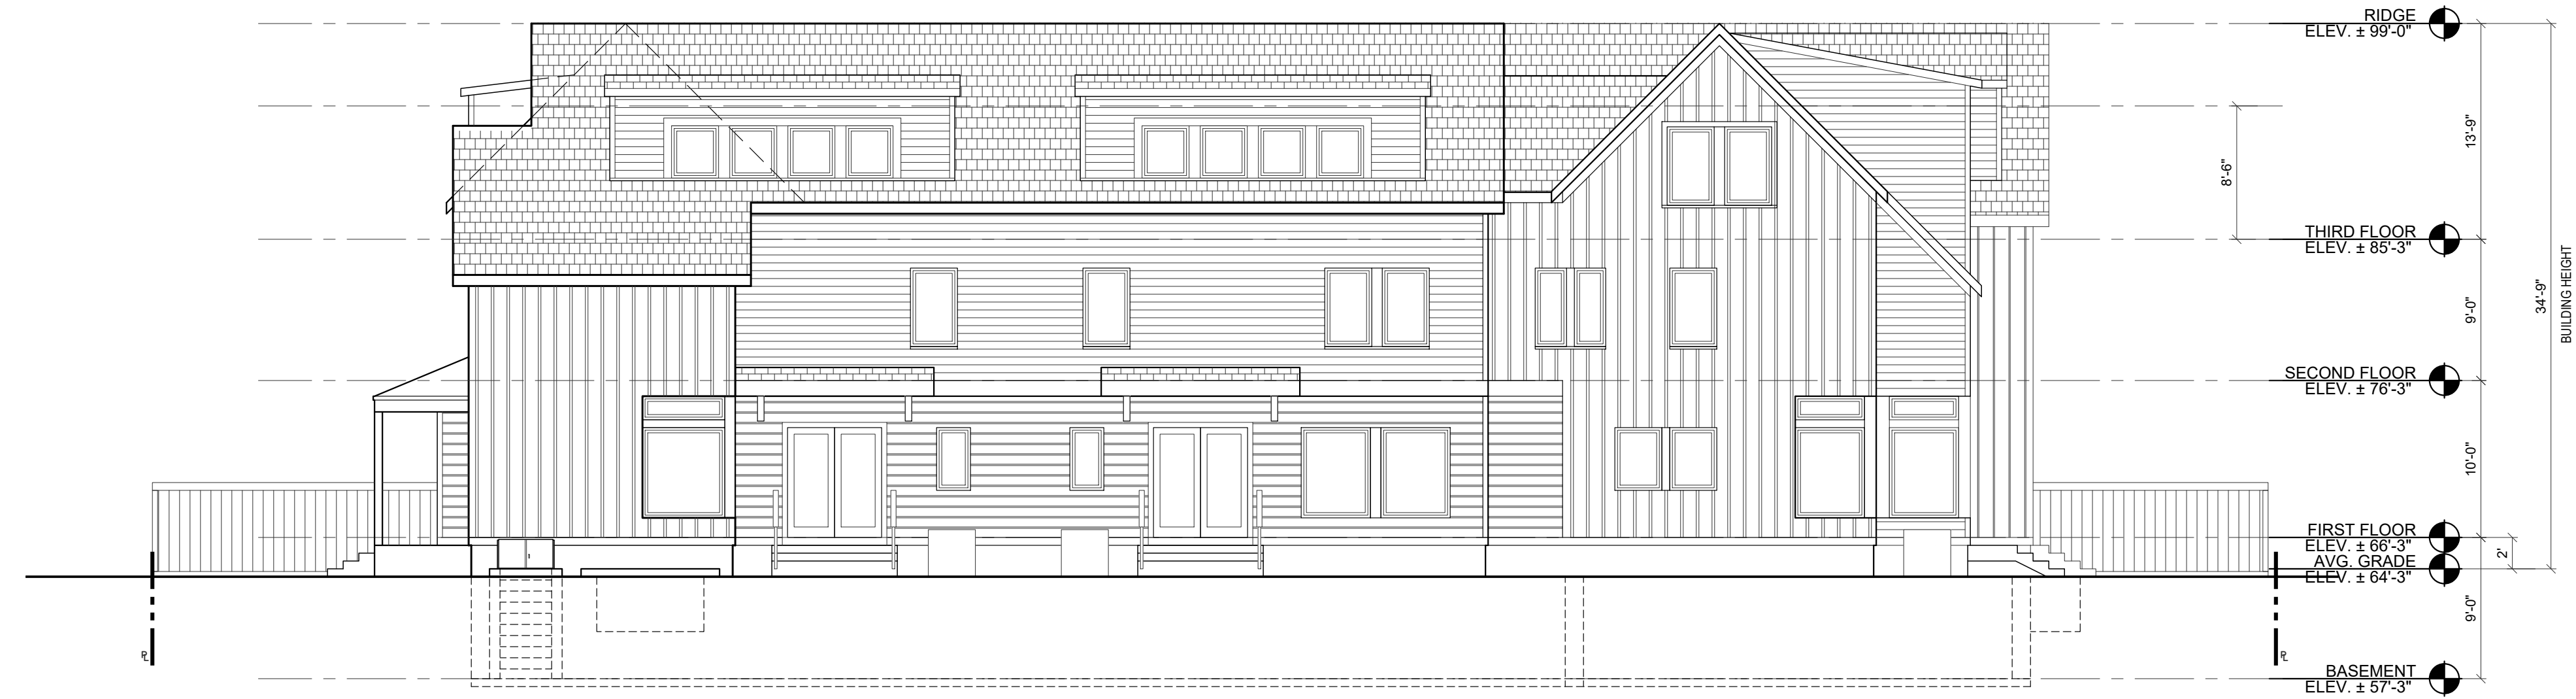 RIDGE
ELEV. ± 99'-0"
13'-9"
8'-6"
THIRD FLOOR
ELEV. ± 85'-3"
9'-0"
34'-9"
BUILDING HEIGHT
SECOND FLOOR
ELEV. ± 76'-3"
10'-0"
FIRST FLOOR
ELEV. ± 66'-3"
2'
AVG. GRADE
ELEV. ± 64'-3"
9'-0"
PL
PL
BASEMENT
ELEV. ± 57'-3"